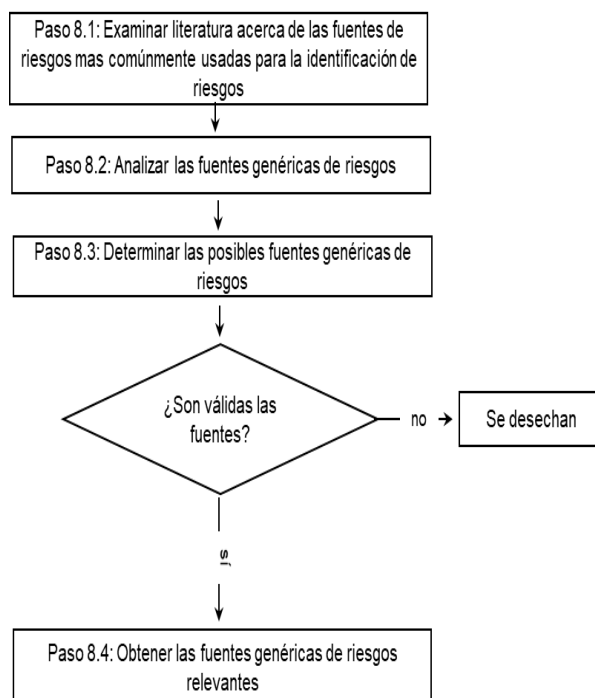 Paso 8.1: Examinar literatura acerca de las fuentes de
riesgos mas comúnmente usadas para la identificación de
riesgos
Paso 8.2: Analizar las fuentes genéricas de riesgos
Paso 8.3: Determinar las posibles fuentes genéricas de
riesgos
¿Son válidas las
fuentes?
no
Se desechan
sí
Paso 8.4: Obtener las fuentes genéricas de riesgos
relevantes